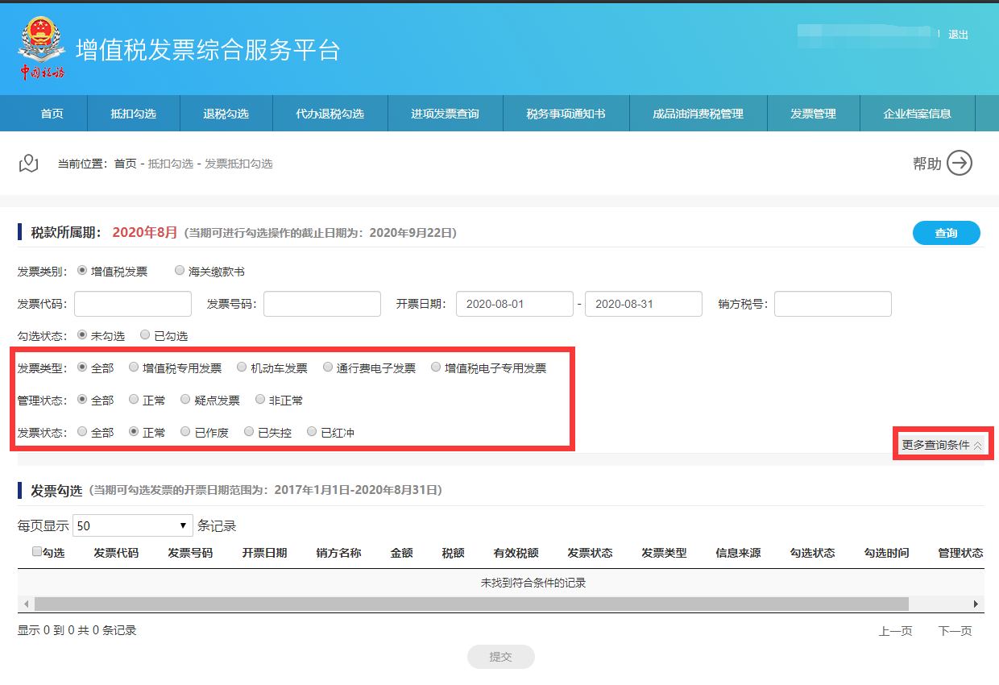 中国税务
增值税发票综合服务平台
退出
首页 抵扣勾选 退税勾选 代办退税勾选 进项发票查询 税务事项通知书 成品油消费税管理 发票管理 企业档案信息
当前位置：首页 - 抵扣勾选 - 发票抵扣勾选
帮助
税款所属期： 2020年8月 (当期可进行勾选操作的截止日期为：2020年9月22日)
查询
发票类别： 增值税发票 海关缴款书
发票代码： 发票号码： 开票日期： 2020-08-01 - 2020-08-31 销方税号：
勾选状态： 未勾选 已勾选
发票类型： 全部 增值税专用发票 机动车发票 通行费电子发票 增值税电子专用发票
管理状态： 全部 正常 疑点发票 非正常
发票状态： 全部 正常 已作废 已失控 已红冲
更多查询条件
发票勾选 (当期可勾选发票的开票日期范围为：2017年1月1日-2020年8月31日)
每页显示 50 条记录
勾选 发票代码 发票号码 开票日期 销方名称 金额 税额 有效税额 发票状态 发票类型 信息来源 勾选状态 勾选时间 管理状态
未找到符合条件的记录
显示 0 到 0 共 0 条记录
上一页 下一页
提交